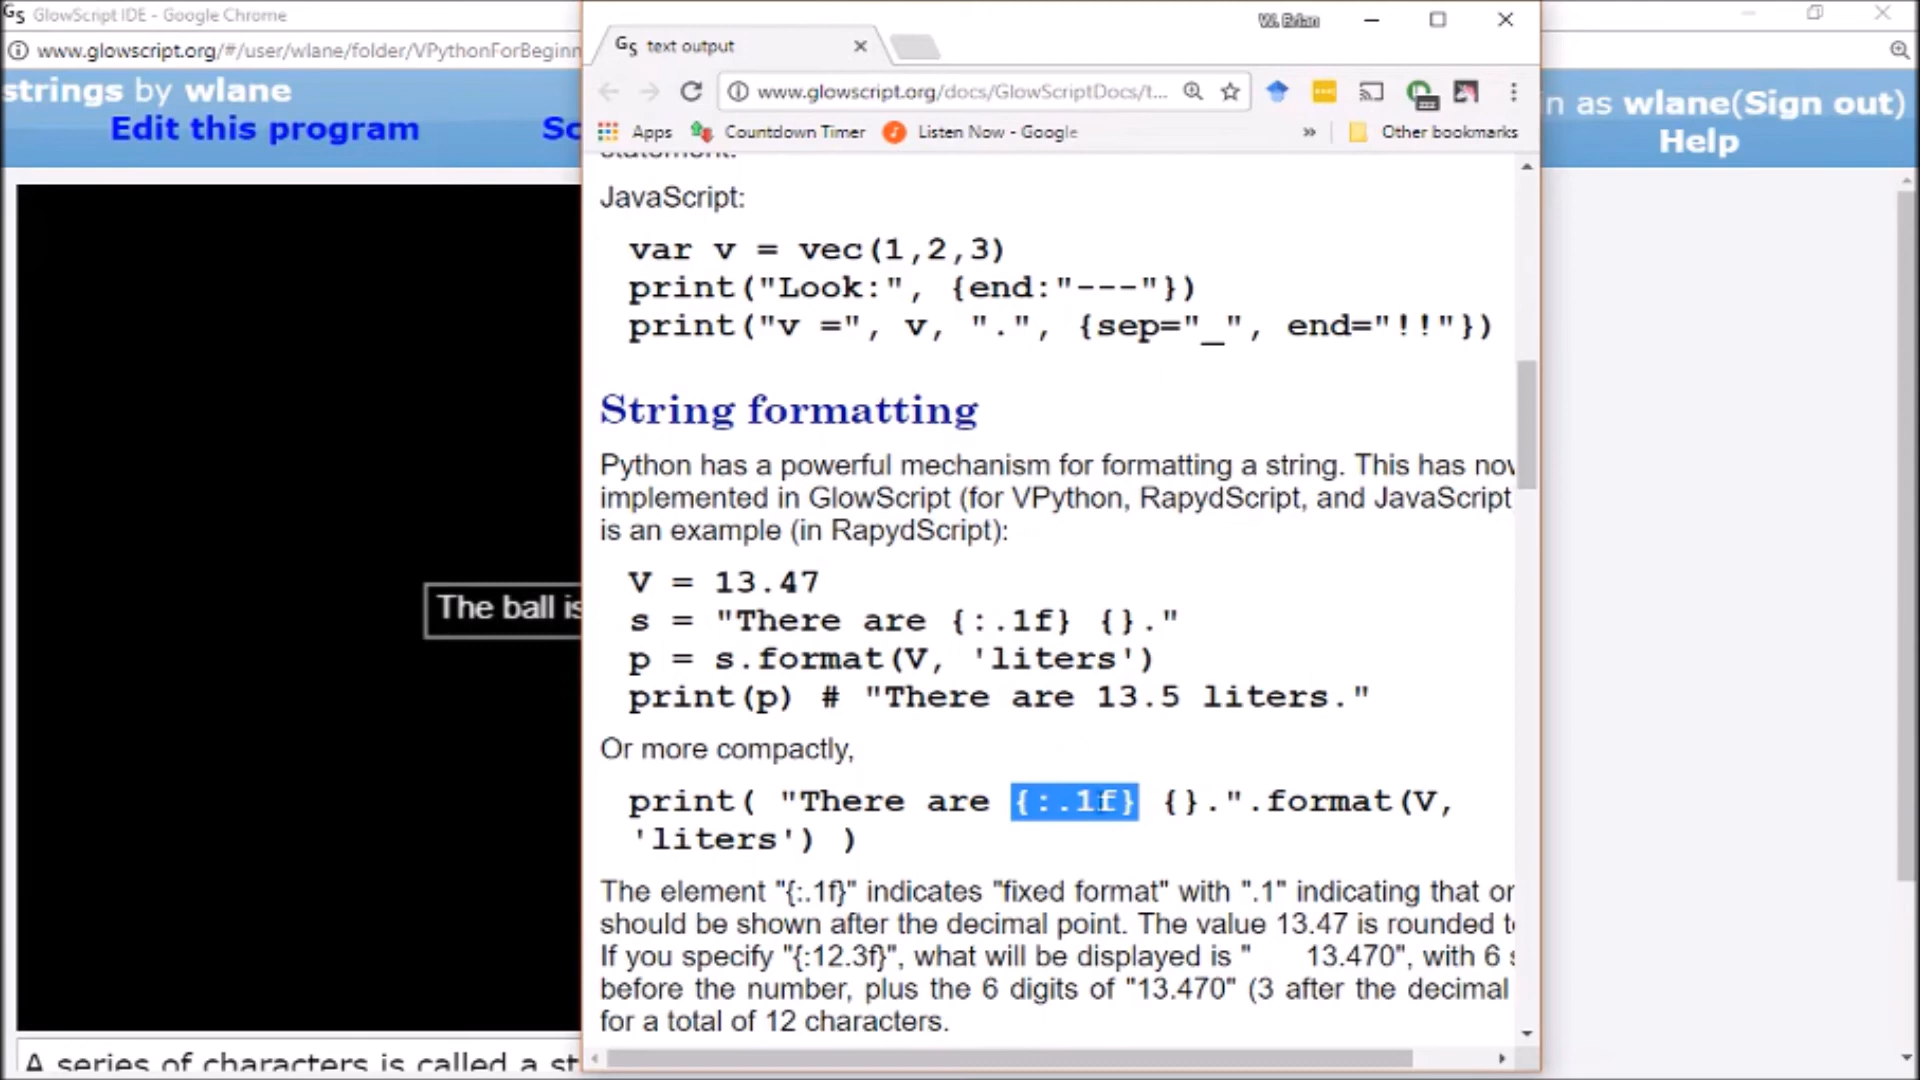 GlowScript IDE - Google Chrome
www.glowscript.org/#/user/wlane/folder/VPythonForBeginn
strings by wlane
Edit this program
Sc
W. Brian
text output
www.glowscript.org/docs/GlowScriptDocs/t...
Apps
Countdown Timer
Listen Now - Google
»
Other bookmarks
n as wlane(Sign out)
Help
statement.
JavaScript:
var v = vec(1,2,3)
print("Look:", {end:"---"})
print("v =", v, ".", {sep="_", end="!!"})
String formatting
Python has a powerful mechanism for formatting a string. This has nov
implemented in GlowScript (for VPython, RapydScript, and JavaScript
is an example (in RapydScript):
V = 13.47
s = "There are {:.1f} {}."
p = s.format(V, 'liters')
print(p) # "There are 13.5 liters."
Or more compactly,
print( "There are {:.1f} {}.".format(V,
'liters') )
The element "{:.1f}" indicates "fixed format" with ".1" indicating that or
should be shown after the decimal point. The value 13.47 is rounded t
If you specify "{:12.3f}", what will be displayed is "      13.470", with 6 s
before the number, plus the 6 digits of "13.470" (3 after the decimal
for a total of 12 characters.
The ball is
A series of characters is called a st